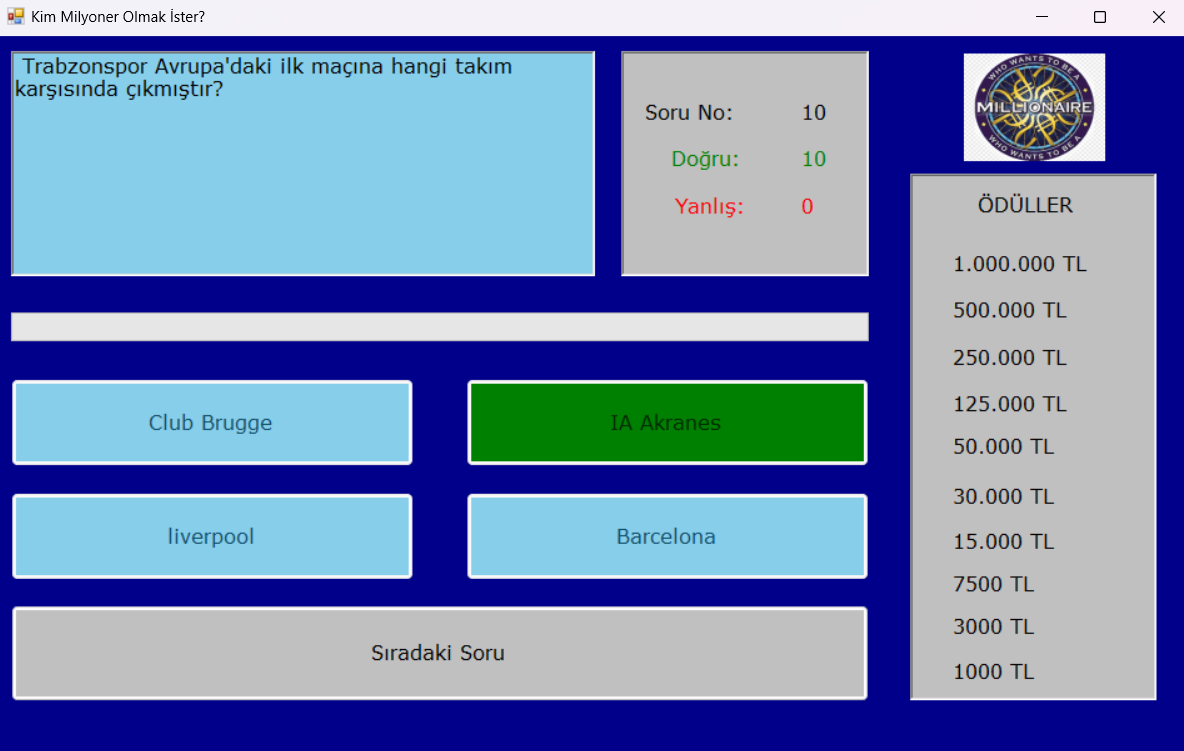 Kim Milyoner Olmak İster?
Trabzonspor Avrupa'daki ilk maçına hangi takım
karşısında çıkmıştır?
Soru No: 10
Doğru: 10
Yanlış: 0
WHO WANTS TO BE A
MILLIONAIRE
WHO WANTS TO BE A
ÖDÜLLER
1.000.000 TL
500.000 TL
250.000 TL
125.000 TL
50.000 TL
30.000 TL
15.000 TL
7500 TL
3000 TL
1000 TL
Club Brugge
IA Akranes
liverpool
Barcelona
Sıradaki Soru